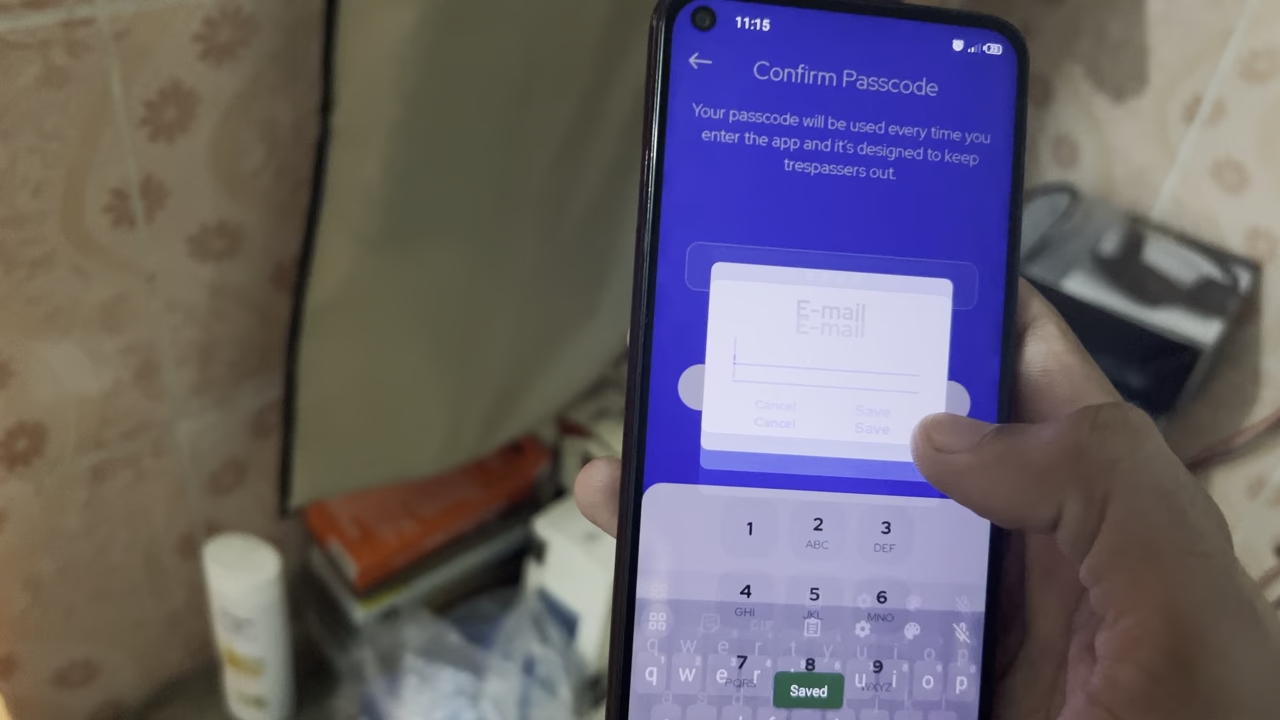 11:15
Confirm Passcode
Your passcode will be used every time you
enter the app and it's designed to keep
trespassers out.
E-mail
E-mail
Cancel
Save
Cancel
Save
1
2
3
ABC
DEF
4
5
6
GHI
JKL
MNO
q w e r t y u i o p
7
8
9
PQRS
WXYZ
q w e r u i o p
Saved